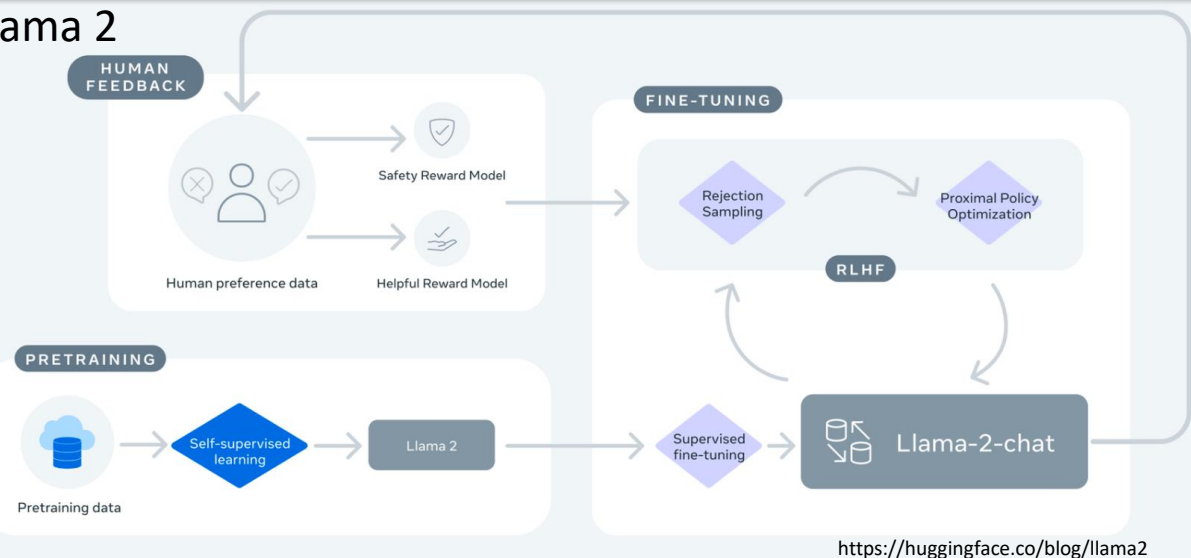 ama 2
HUMAN
FEEDBACK
Safety Reward Model
Human preference data
Helpful Reward Model
FINE-TUNING
Rejection
Sampling
Proximal Policy
Optimization
RLHF
PRETRAINING
Self-supervised
learning
Llama 2
Pretraining data
Supervised
fine-tuning
Llama-2-chat
https://huggingface.co/blog/llama2